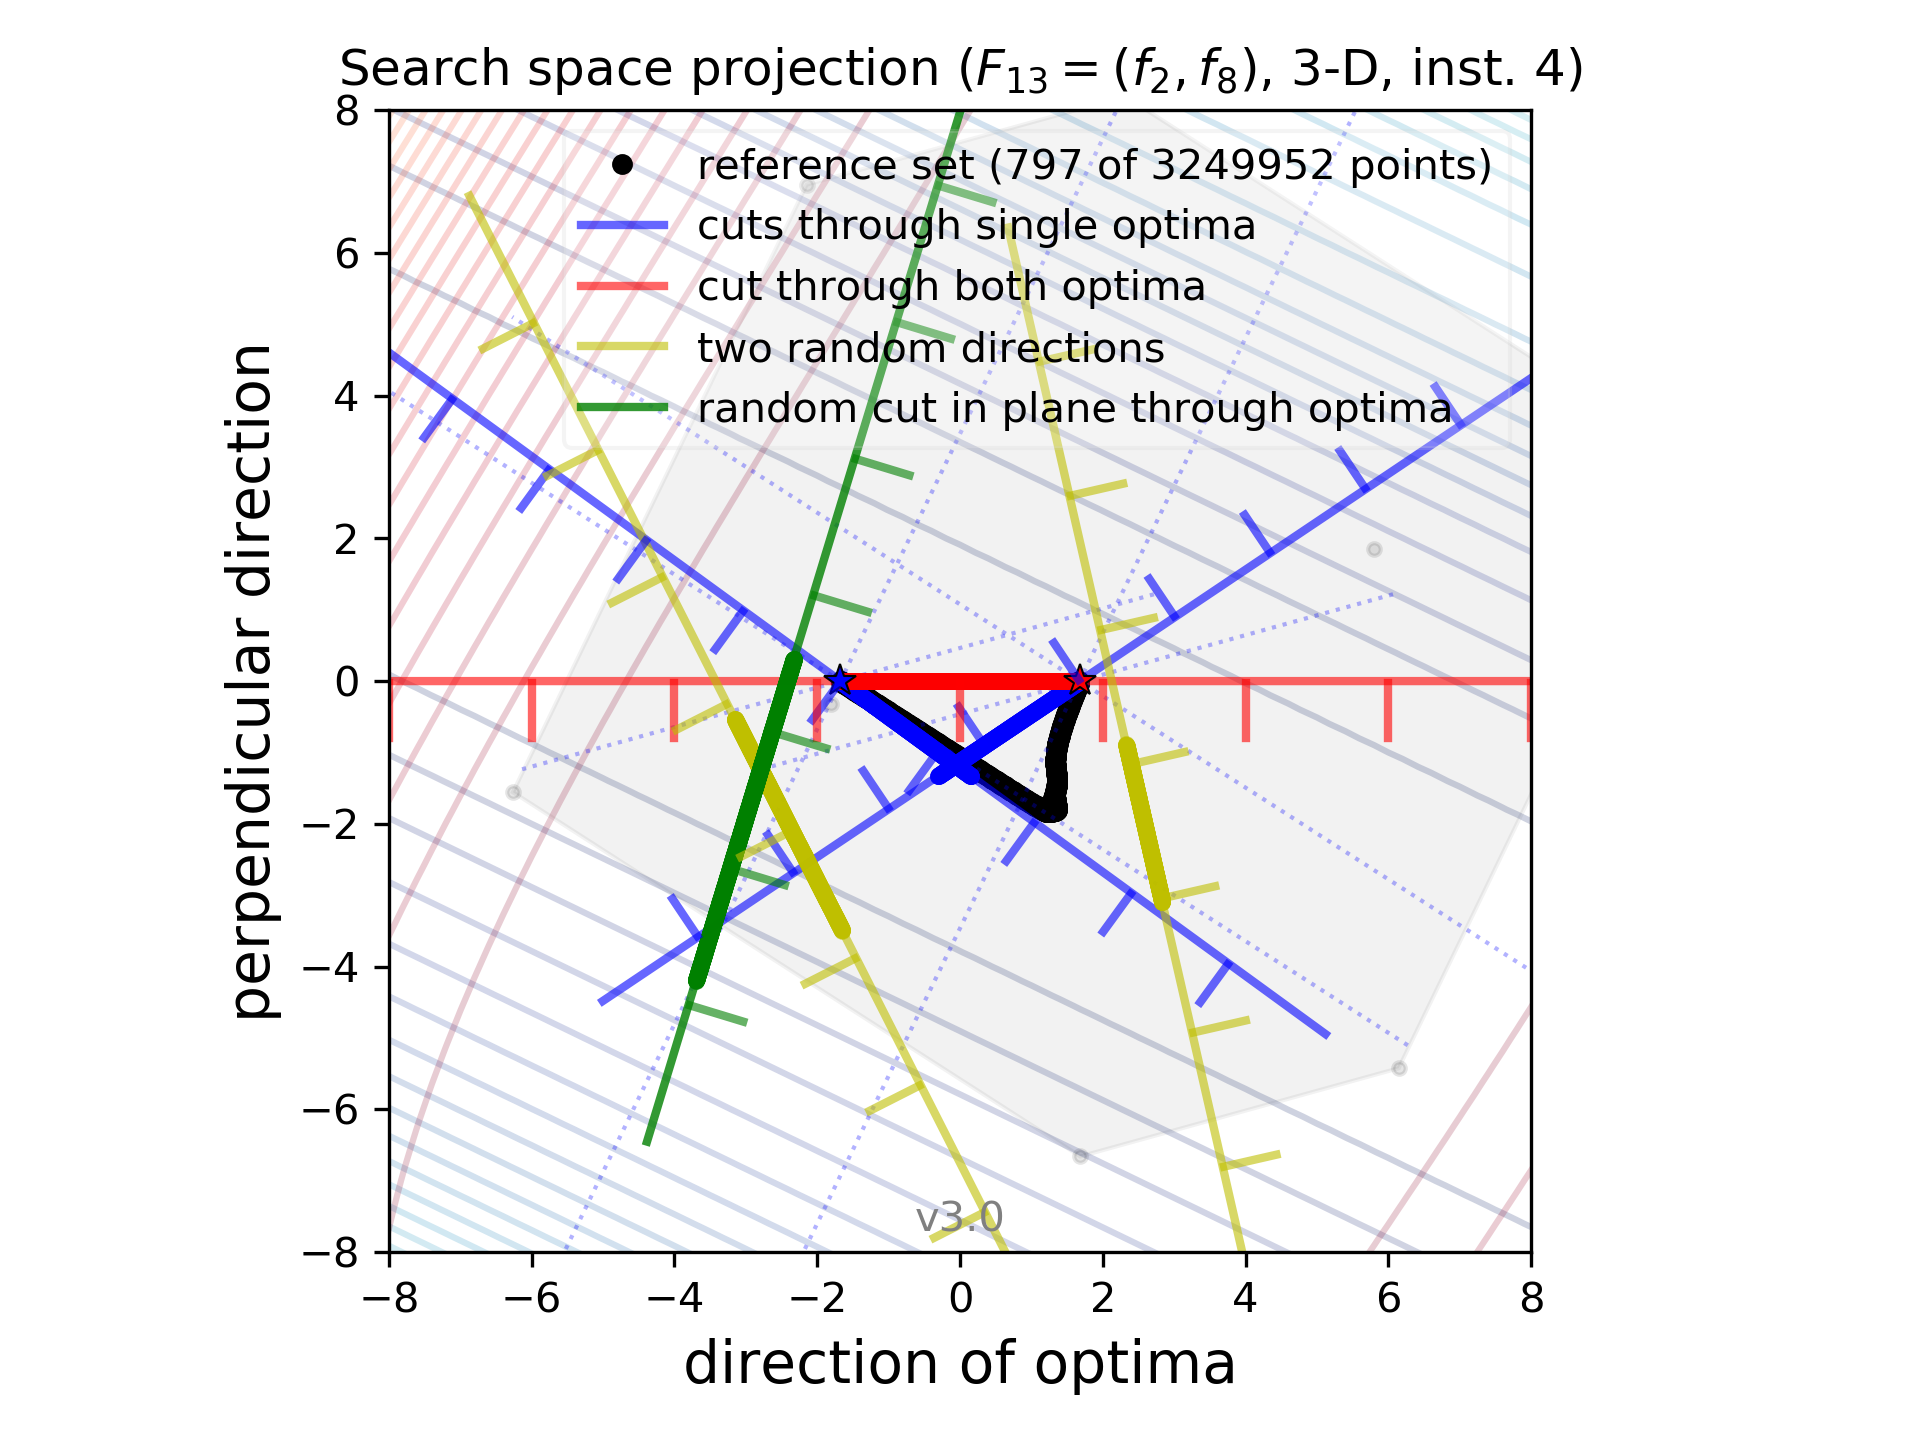 Search space projection (F₁₃ = (f₂, f₈), 3-D, inst. 4)
8
6
4
2
0
−2
−4
−6
−8
perpendicular direction
reference set (797 of 3249952 points)
cuts through single optima
cut through both optima
two random directions
random cut in plane through optima
v3.0
−8 −6 −4 −2 0 2 4 6 8
direction of optima